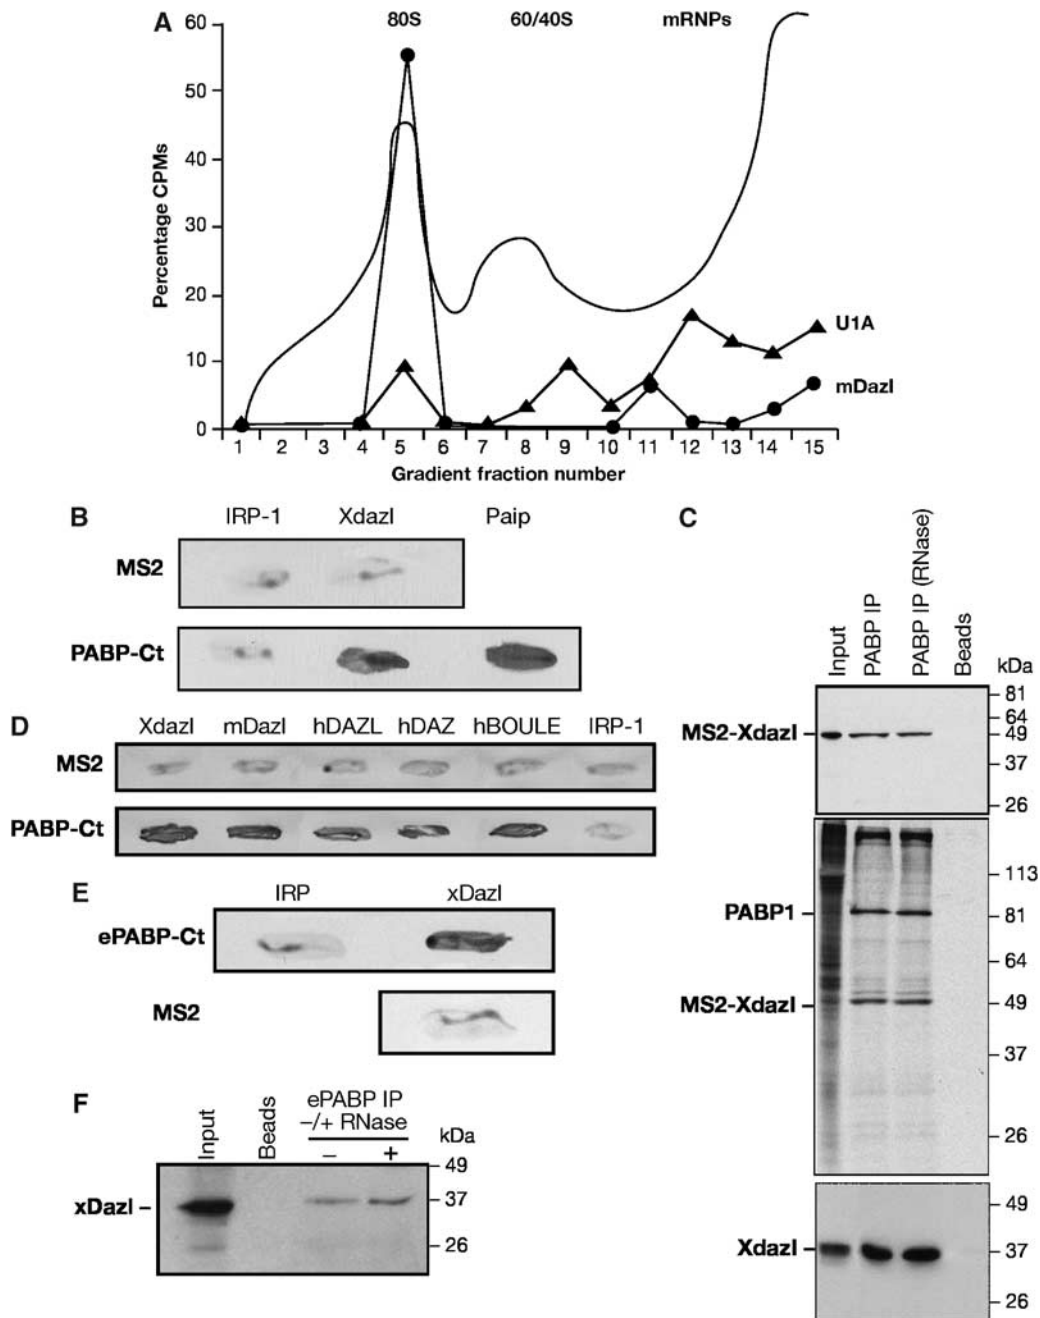 A
80S 60/40S mRNPs
Percentage CPMs
60
50
40
30
20
10
0
U1A
mDazl
1 2 3 4 5 6 7 8 9 10 11 12 13 14 15
Gradient fraction number
B
IRP-1 Xdazl Paip
MS2
PABP-Ct
C
Input
PABP IP
PABP IP (RNase)
Beads
kDa
MS2-Xdazl
81
64
49
37
26
PABP1
MS2-Xdazl
113
81
64
49
37
26
Xdazl
49
37
26
D
Xdazl mDazl hDAZL hDAZ hBOULE IRP-1
MS2
PABP-Ct
E
IRP xDazl
ePABP-Ct
MS2
F
Input
Beads
ePABP IP
–/+ RNase
– +
kDa
xDazl
49
37
26